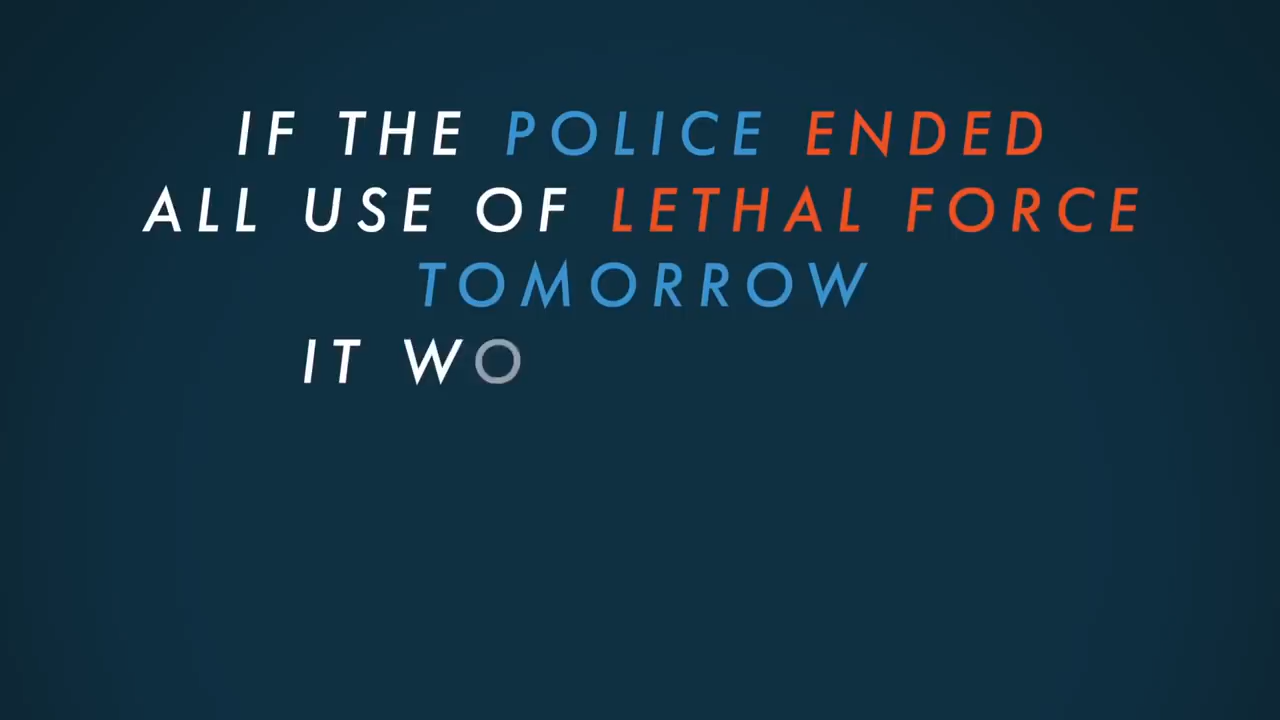 IF THE POLICE ENDED
ALL USE OF LETHAL FORCE
TOMORROW
IT WO